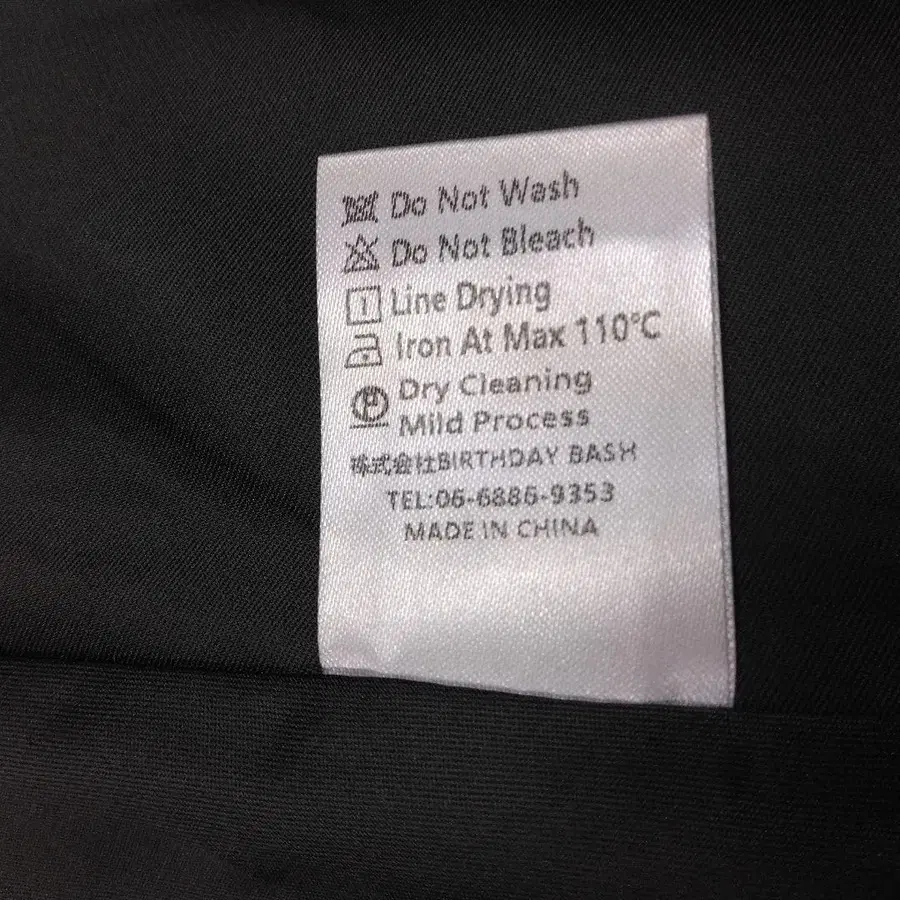 Do Not Wash
Do Not Bleach
Line Drying
Iron At Max 110℃
Dry Cleaning
Mild Process
株式会社BIRTHDAY BASH
TEL:06-6886-9353
MADE IN CHINA